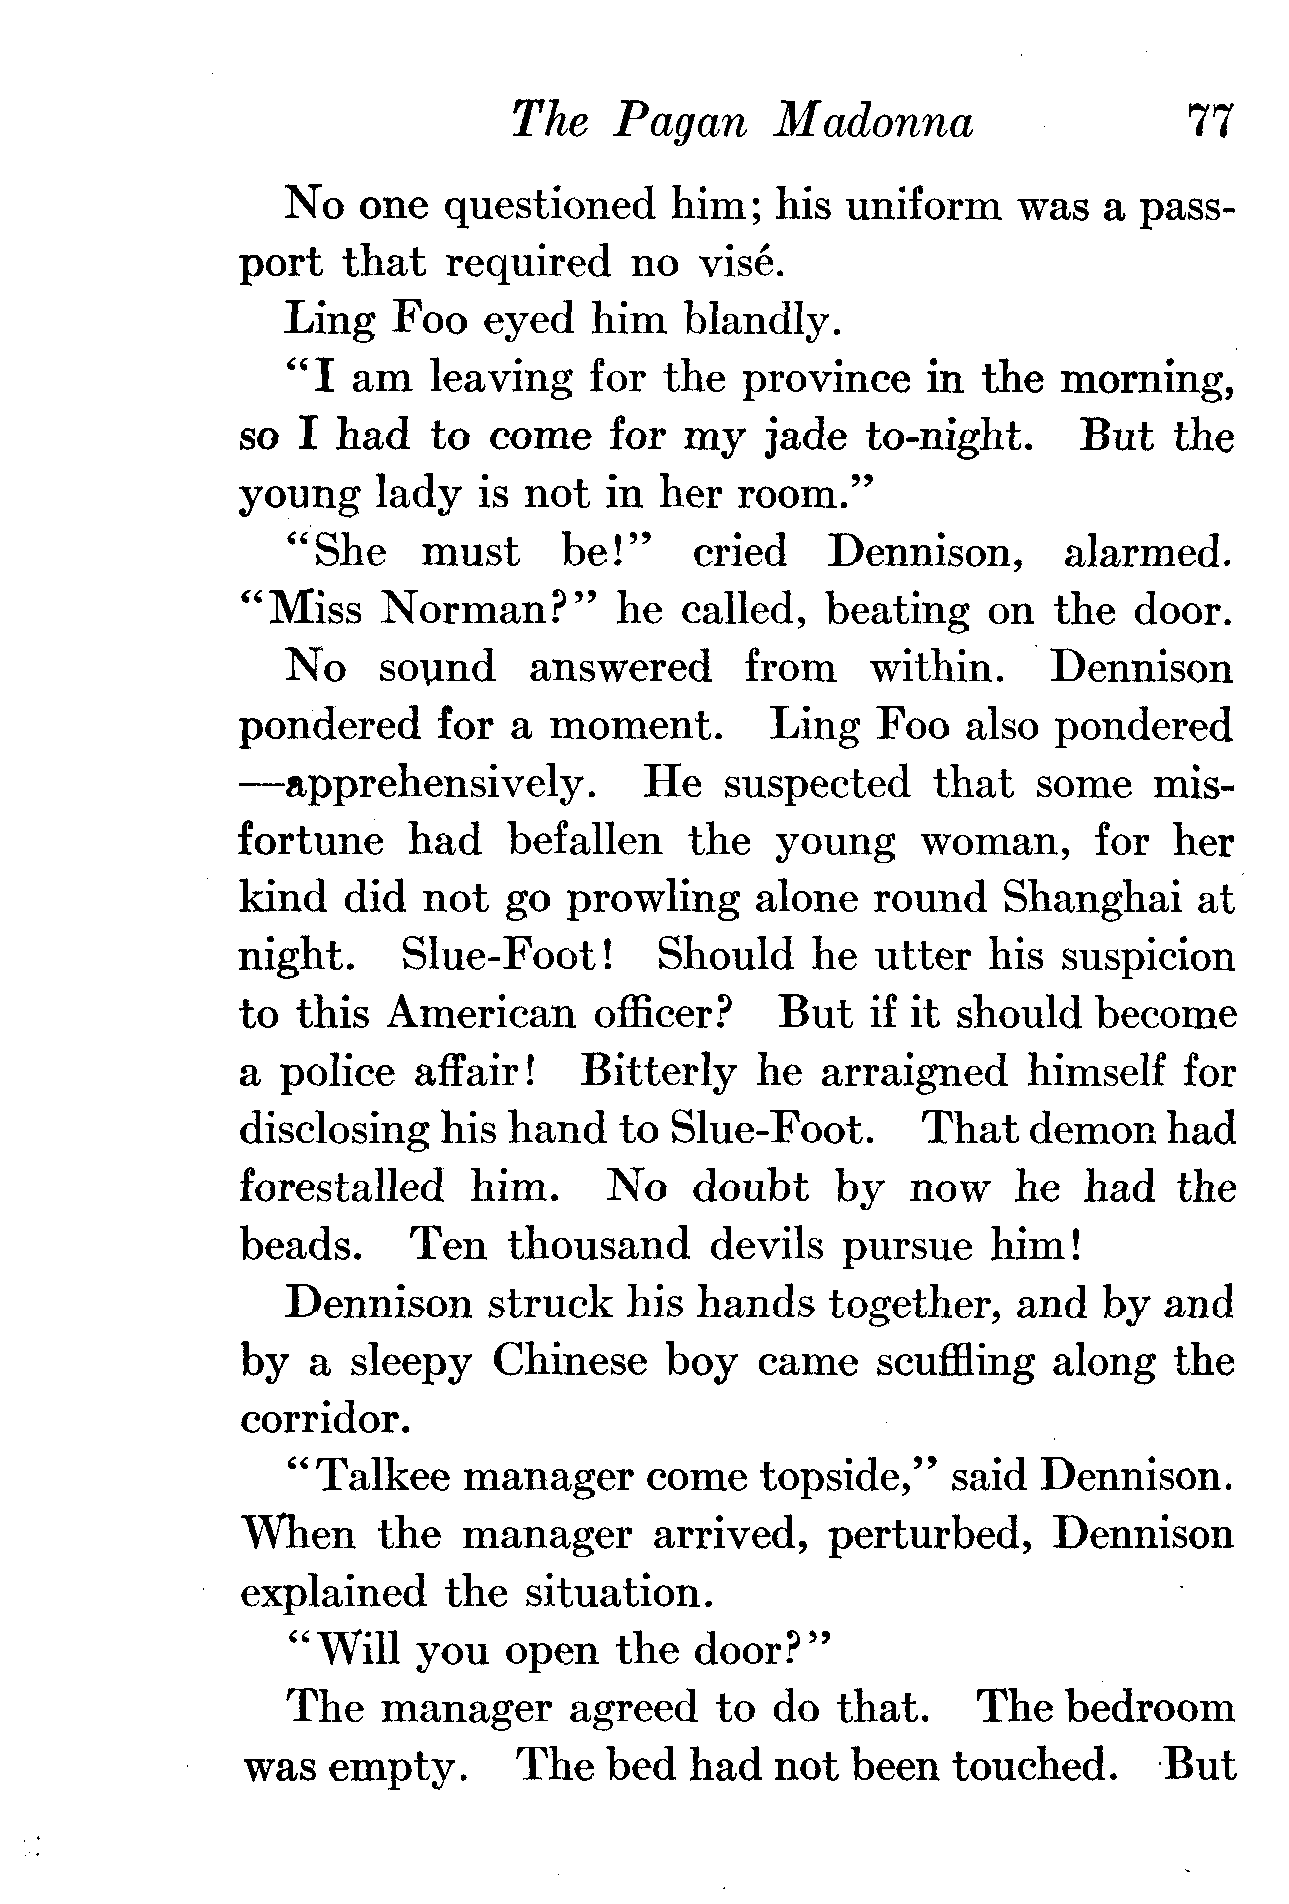 The Pagan Madonna 77
No one questioned him; his uniform was a pass-
port that required no visé.
Ling Foo eyed him blandly.
“I am leaving for the province in the morning,
so I had to come for my jade to-night. But the
young lady is not in her room.”
“She must be!” cried Dennison, alarmed.
“Miss Norman?” he called, beating on the door.
No sound answered from within. Dennison
pondered for a moment. Ling Foo also pondered
—apprehensively. He suspected that some mis-
fortune had befallen the young woman, for her
kind did not go prowling alone round Shanghai at
night. Slue-Foot! Should he utter his suspicion
to this American officer? But if it should become
a police affair! Bitterly he arraigned himself for
disclosing his hand to Slue-Foot. That demon had
forestalled him. No doubt by now he had the
beads. Ten thousand devils pursue him!
Dennison struck his hands together, and by and
by a sleepy Chinese boy came scuffling along the
corridor.
“Talkee manager come topside,” said Dennison.
When the manager arrived, perturbed, Dennison
explained the situation.
“Will you open the door?”
The manager agreed to do that. The bedroom
was empty. The bed had not been touched. But